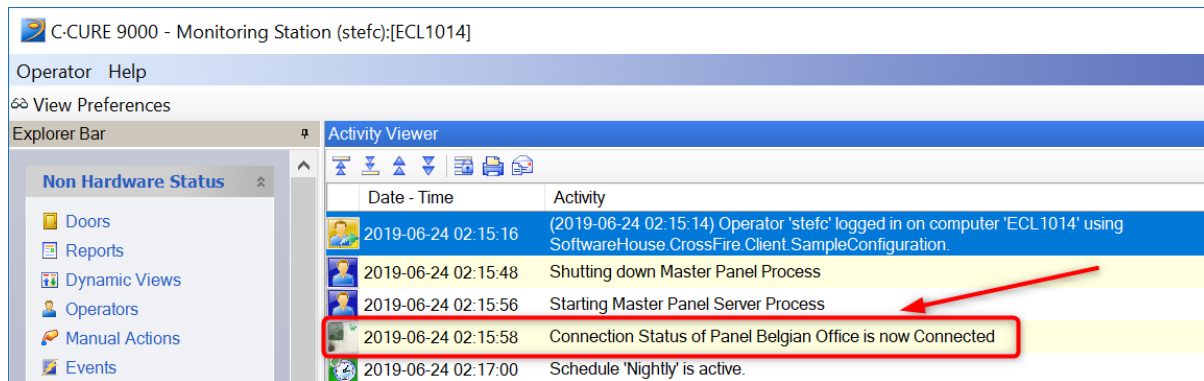 C•CURE 9000 - Monitoring Station (stefc):[ECL1014]
Operator Help
View Preferences
Explorer Bar
Activity Viewer
Non Hardware Status
Doors
Reports
Dynamic Views
Operators
Manual Actions
Events
Date - Time Activity
2019-06-24 02:15:16 (2019-06-24 02:15:14) Operator 'stefc' logged in on computer 'ECL1014' using
SoftwareHouse.CrossFire.Client.SampleConfiguration.
2019-06-24 02:15:48 Shutting down Master Panel Process
2019-06-24 02:15:56 Starting Master Panel Server Process
2019-06-24 02:15:58 Connection Status of Panel Belgian Office is now Connected
2019-06-24 02:17:00 Schedule 'Nightly' is active.